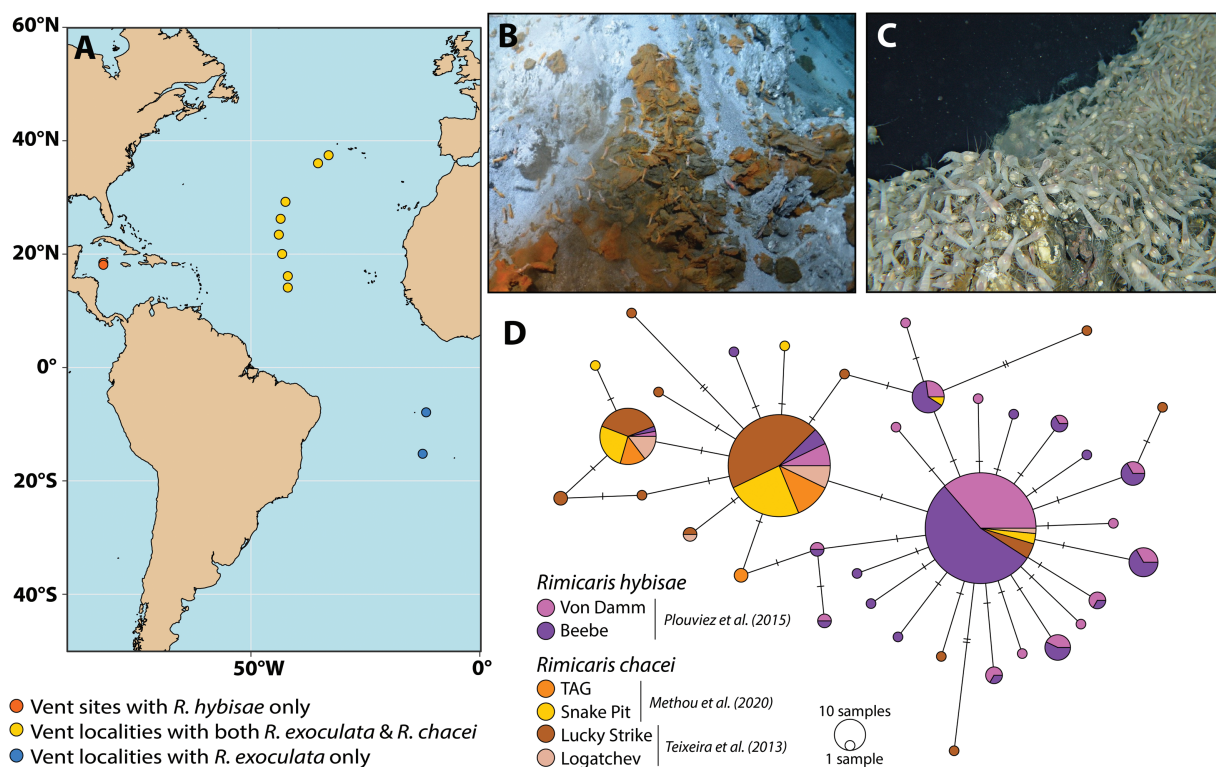 A
60°N
40°N
20°N
0°
20°S
40°S
50°W
0°
Vent sites with R. hybisae only
Vent localities with both R. exoculata & R. chacei
Vent localities with R. exoculata only
B
C
D
Rimicaris hybisae
Von Damm
Beebe
Plouviez et al. (2015)
Rimicaris chacei
TAG
Snake Pit
Methou et al. (2020)
Lucky Strike
Logatchev
Teixeira et al. (2013)
10 samples
1 sample